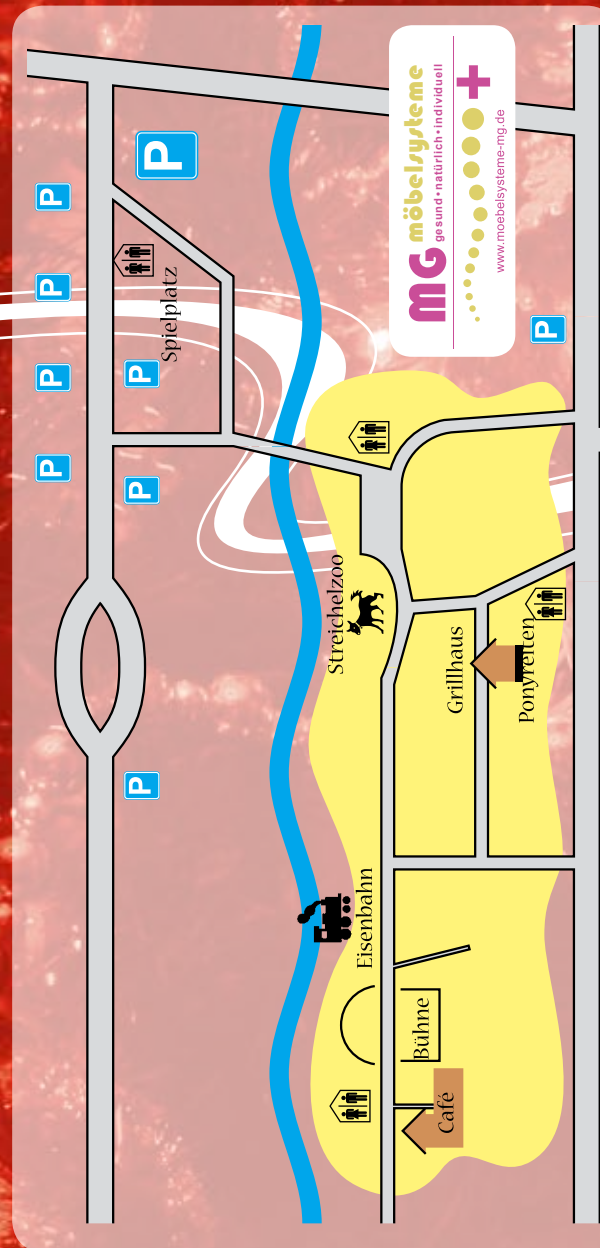 P
P
P
P
P
P
P
P
P
Spielplatz
MG möbelsysteme
gesund•natürlich•individuell
www.moebelsysteme-mg.de
Streichelzoo
Grillhaus
Ponyreiten
Eisenbahn
Bühne
Café